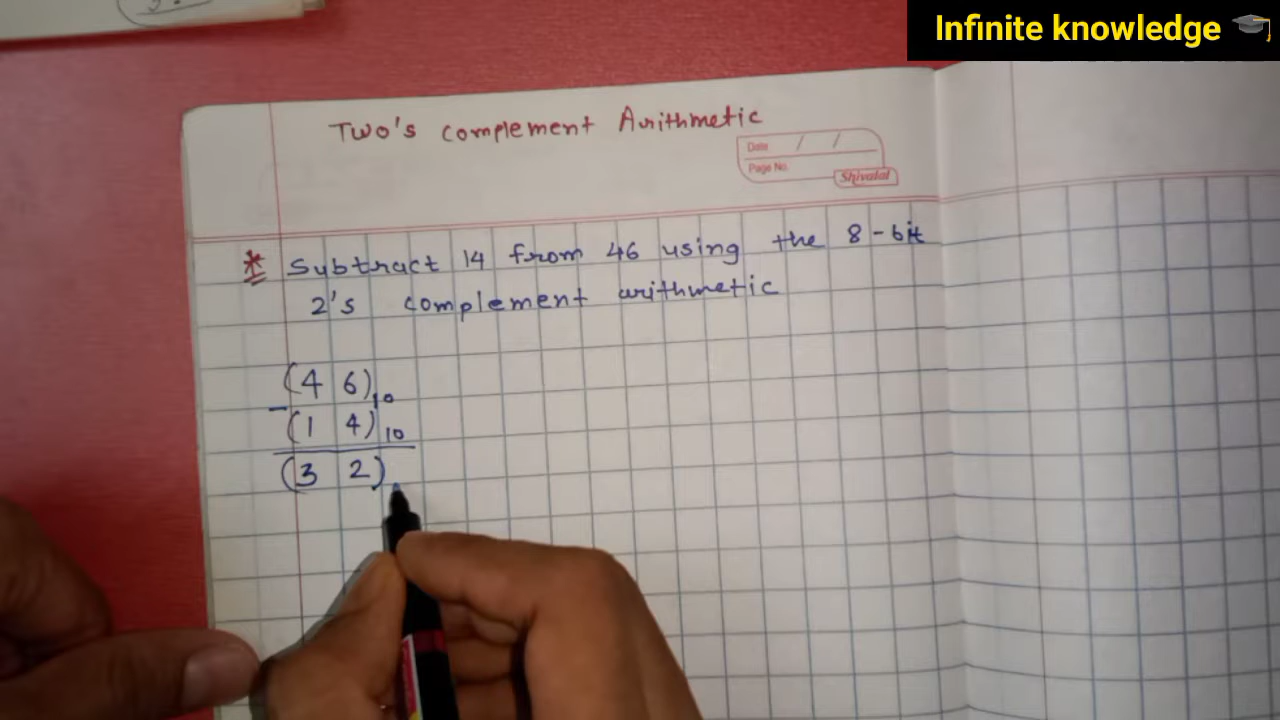 Infinite knowledge 🎓
Two's complement Arithmetic
Date / /
Page No.
Shivalal
* Subtract 14 from 46 using the 8-bit
2's complement arithmetic
(4 6)10
- (1 4)10
(3 2)